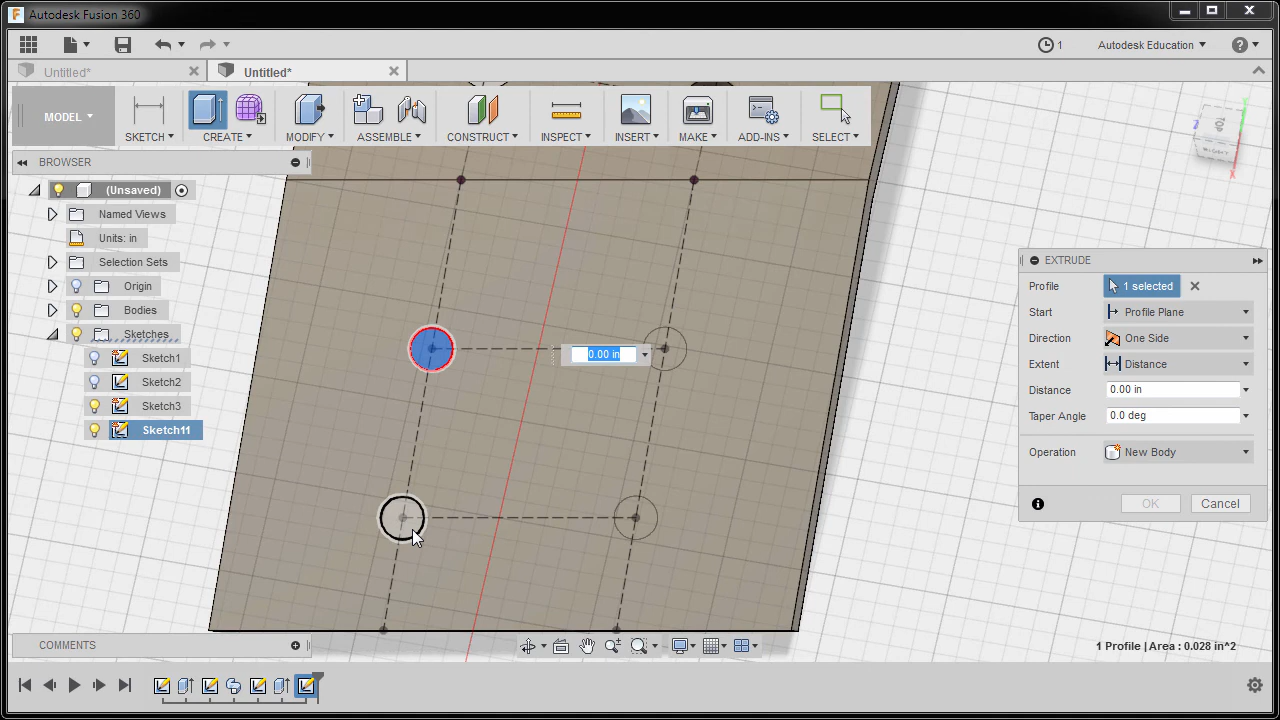 Autodesk Fusion 360
1 Autodesk Education
Untitled* Untitled*
MODEL SKETCH CREATE MODIFY ASSEMBLE CONSTRUCT INSPECT INSERT MAKE ADD-INS SELECT
TOP
BROWSER
(Unsaved)
Named Views
Units: in
Selection Sets
Origin
Bodies
Sketches
Sketch1
Sketch2
Sketch3
Sketch11
Z Y X
0.00 in
EXTRUDE
Profile 1 selected
Start Profile Plane
Direction One Side
Extent Distance
Distance 0.00 in
Taper Angle 0.0 deg
Operation New Body
OK Cancel
COMMENTS
1 Profile | Area : 0.028 in^2